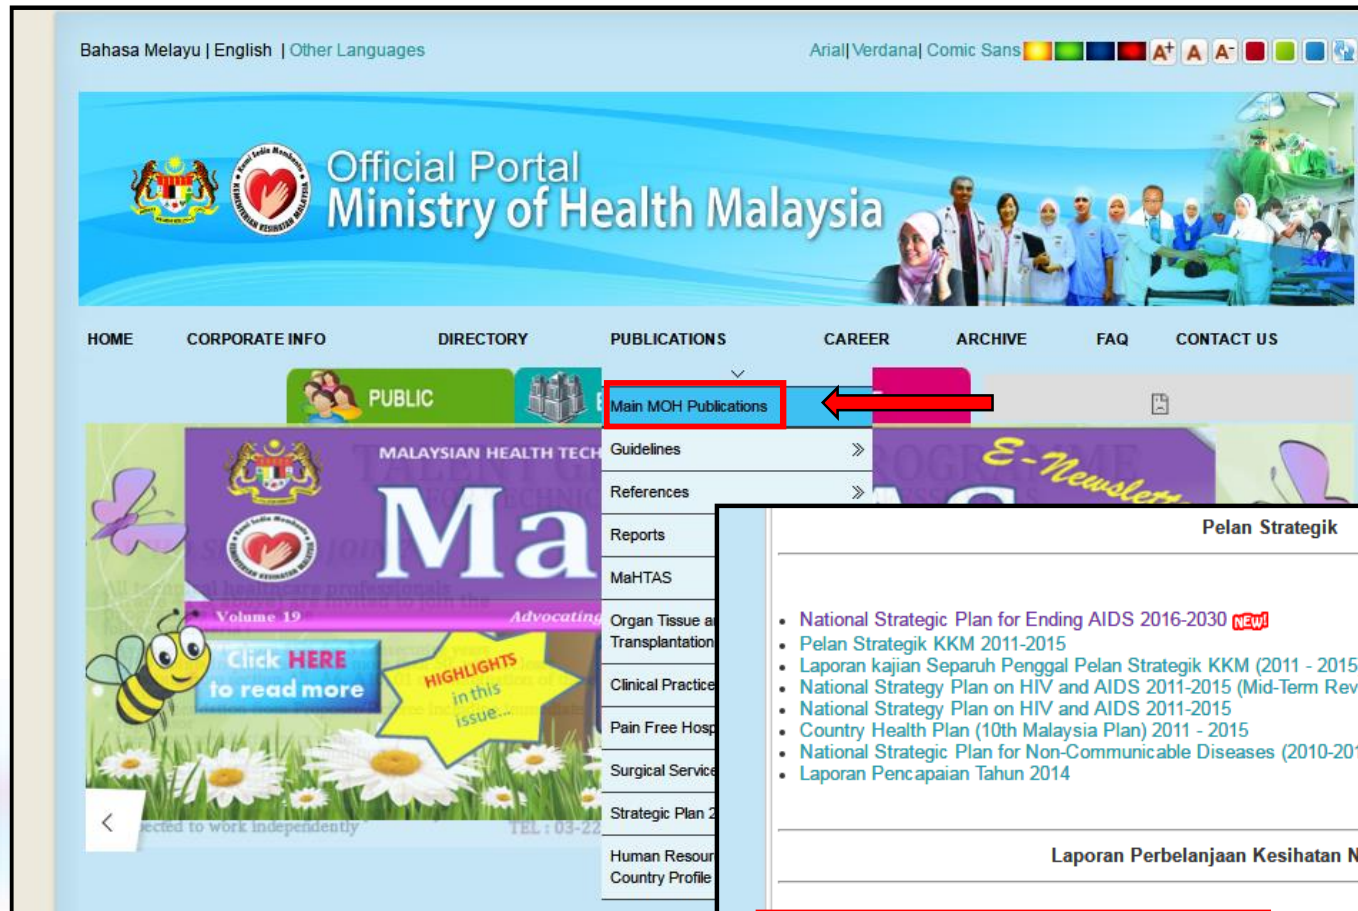 Bahasa Melayu | English | Other Languages
Arial| Verdana| Comic Sans
A+ A A-
Official Portal
Ministry of Health Malaysia
HOME CORPORATE INFO DIRECTORY PUBLICATIONS CAREER ARCHIVE FAQ CONTACT US
PUBLIC
Main MOH Publications
Guidelines
References
Reports
MaHTAS
Organ Tissue
Transplantation
Clinical Practice
Pain Free
Surgical Service
Strategic Plan
Human
Country Profile
MALAYSIAN HEALTH TECH
Ma
E-Newslett
Volume 19
Advocating
Click HERE
to read more
HIGHLIGHTS
in this
issue...
pected to work independently
TEL : 03-22
Pelan Strategik
National Strategic Plan for Ending AIDS 2016-2030 NEW!
Pelan Strategik KKM 2011-2015
Laporan kajian Separuh Penggal Pelan Strategik KKM (2011 - 2015
National Strategy Plan on HIV and AIDS 2011-2015 (Mid-Term Rev
National Strategy Plan on HIV and AIDS 2011-2015
Country Health Plan (10th Malaysia Plan) 2011 - 2015
National Strategic Plan for Non-Communicable Diseases (2010-201
Laporan Pencapaian Tahun 2014
Laporan Perbelanjaan Kesihatan N